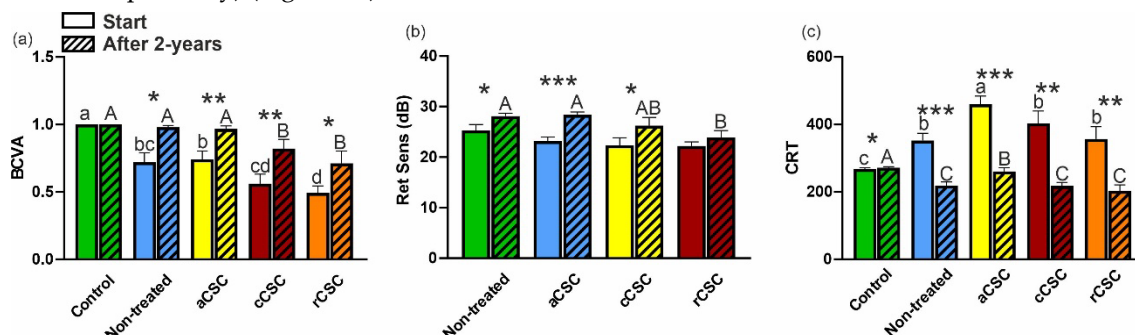 Start
After 2-years
(a)
1.5
1.0
0.5
0.0
BCVA
a A
* bc A
** b A
** cd B
* d B
Control
Non-treated
aCSC
cCSC
rCSC
(b)
40
30
20
10
0
Ret Sens (dB)
* A
*** A
* AB
B
Non-treated
aCSC
cCSC
rCSC
(c)
600
400
200
0
CRT
* c A
*** b C
*** a B
** b C
** b C
Control
Non-treated
aCSC
cCSC
rCSC